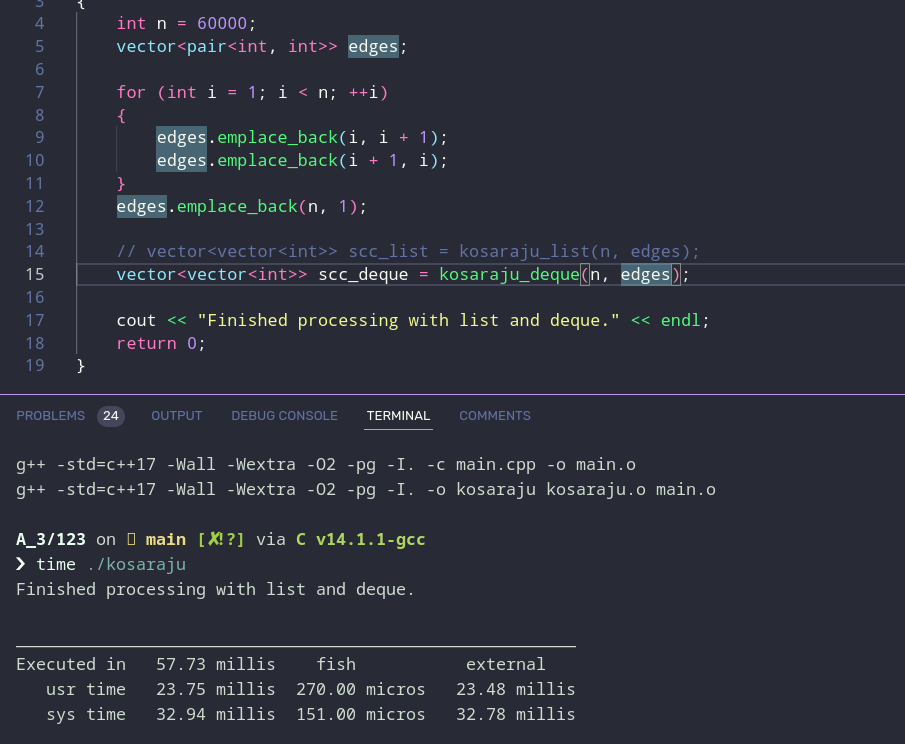 3 {
4 int n = 60000;
5 vector<pair<int, int>> edges;
6
7 for (int i = 1; i < n; ++i)
8 {
9 edges.emplace_back(i, i + 1);
10 edges.emplace_back(i + 1, i);
11 }
12 edges.emplace_back(n, 1);
13
14 // vector<vector<int>> scc_list = kosaraju_list(n, edges);
15 vector<vector<int>> scc_deque = kosaraju_deque(n, edges);
16
17 cout << "Finished processing with list and deque." << endl;
18 return 0;
19 }
PROBLEMS 24 OUTPUT DEBUG CONSOLE TERMINAL COMMENTS
g++ -std=c++17 -Wall -Wextra -O2 -pg -I. -c main.cpp -o main.o
g++ -std=c++17 -Wall -Wextra -O2 -pg -I. -o kosaraju kosaraju.o main.o
A_3/123 on main [✘!?] via C v14.1.1-gcc
❯ time ./kosaraju
Finished processing with list and deque.
Executed in 57.73 millis fish external
usr time 23.75 millis 270.00 micros 23.48 millis
sys time 32.94 millis 151.00 micros 32.78 millis